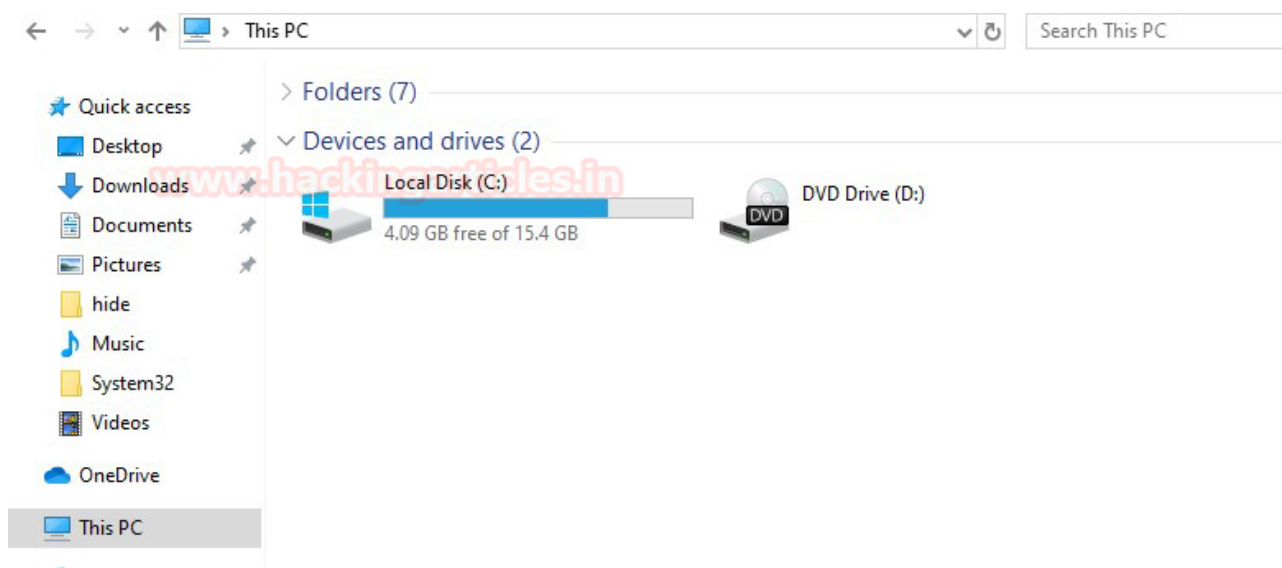 This PC
Search This PC
Quick access
Desktop
Downloads
Documents
Pictures
hide
Music
System32
Videos
OneDrive
This PC
Folders (7)
Devices and drives (2)
www.hackingarticles.in
Local Disk (C:)
4.09 GB free of 15.4 GB
DVD Drive (D:)
DVD